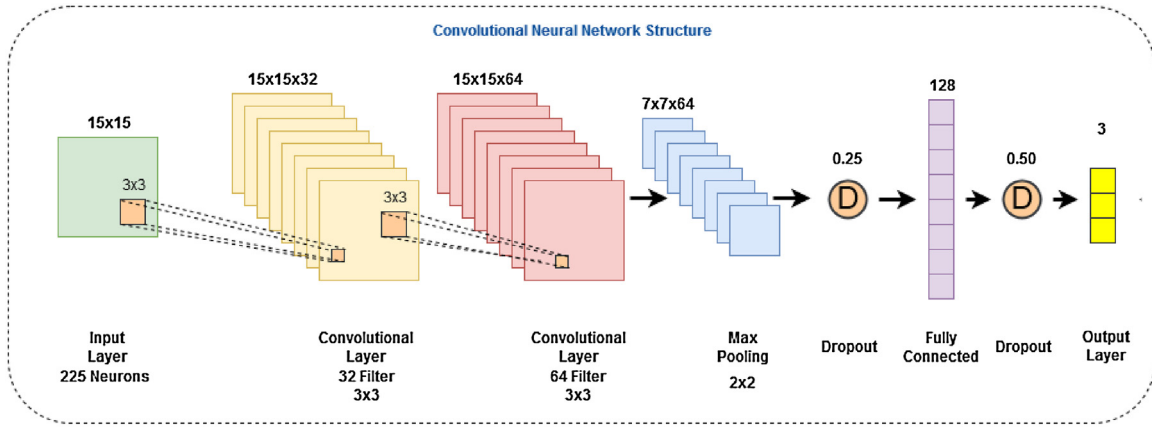 Convolutional Neural Network Structure
15x15
3x3
15x15x32
3x3
15x15x64
7x7x64
0.25
D
128
0.50
D
3
Input
Layer
225 Neurons
Convolutional
Layer
32 Filter
3x3
Convolutional
Layer
64 Filter
3x3
Max
Pooling
2x2
Dropout
Fully
Connected
Dropout
Output
Layer